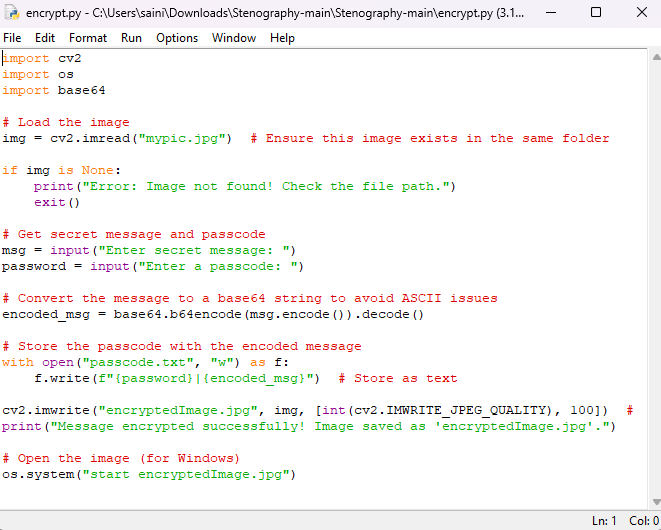 encrypt.py - C:\Users\saini\Downloads\Stenography-main\Stenography-main\encrypt.py (3.1...
File Edit Format Run Options Window Help
import cv2
import os
import base64

# Load the image
img = cv2.imread("mypic.jpg")  # Ensure this image exists in the same folder

if img is None:
    print("Error: Image not found! Check the file path.")
    exit()

# Get secret message and passcode
msg = input("Enter secret message: ")
password = input("Enter a passcode: ")

# Convert the message to a base64 string to avoid ASCII issues
encoded_msg = base64.b64encode(msg.encode()).decode()

# Store the passcode with the encoded message
with open("passcode.txt", "w") as f:
    f.write(f"{password}|{encoded_msg}")  # Store as text

cv2.imwrite("encryptedImage.jpg", img, [int(cv2.IMWRITE_JPEG_QUALITY), 100])  #
print("Message encrypted successfully! Image saved as 'encryptedImage.jpg'.")

# Open the image (for Windows)
os.system("start encryptedImage.jpg")
Ln: 1 Col: 0